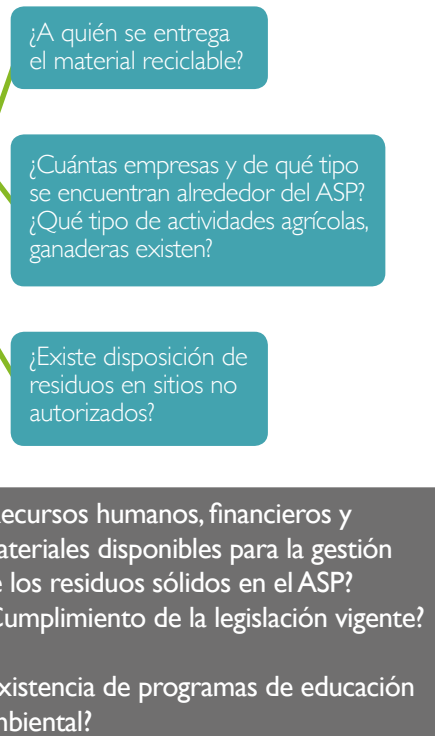 ¿A quién se entrega
el material reciclable?
¿Cuántas empresas y de qué tipo
se encuentran alrededor del ASP?
¿Qué tipo de actividades agrícolas,
ganaderas existen?
¿Existe disposición de
residuos en sitios no
autorizados?
ecursos humanos, financieros y
ateriales disponibles para la gestión
e los residuos sólidos en el ASP?
Cumplimiento de la legislación vigente?
xistencia de programas de educación
mbiental?